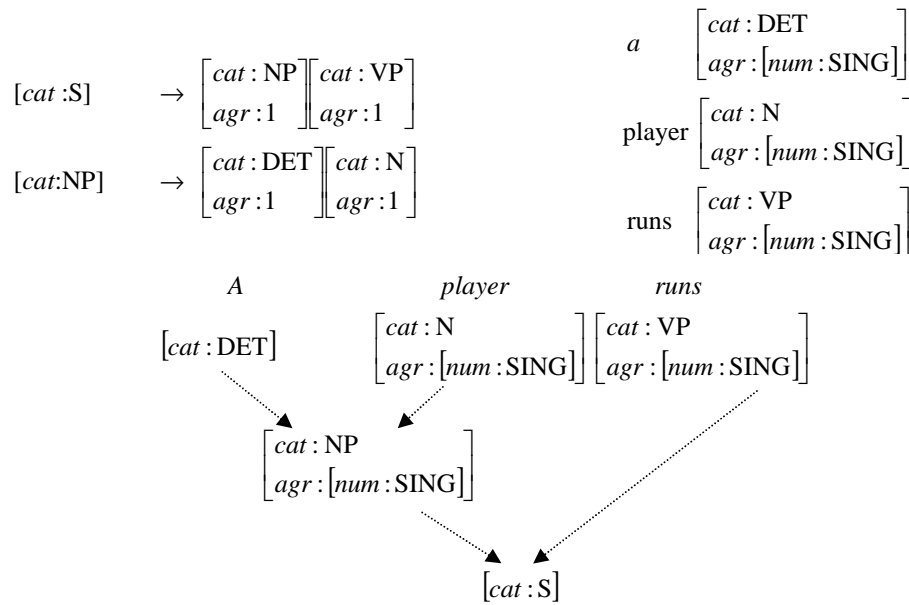 [cat :S] → [cat : NP agr :1] [cat : VP agr :1]
[cat:NP] → [cat : DET agr :1] [cat : N agr :1]
a [cat : DET agr : [num : SING]]
player [cat : N agr : [num : SING]]
runs [cat : VP agr : [num : SING]]
A player runs
[cat : DET] [cat : N agr : [num : SING]] [cat : VP agr : [num : SING]]
[cat : NP agr : [num : SING]]
[cat : S]